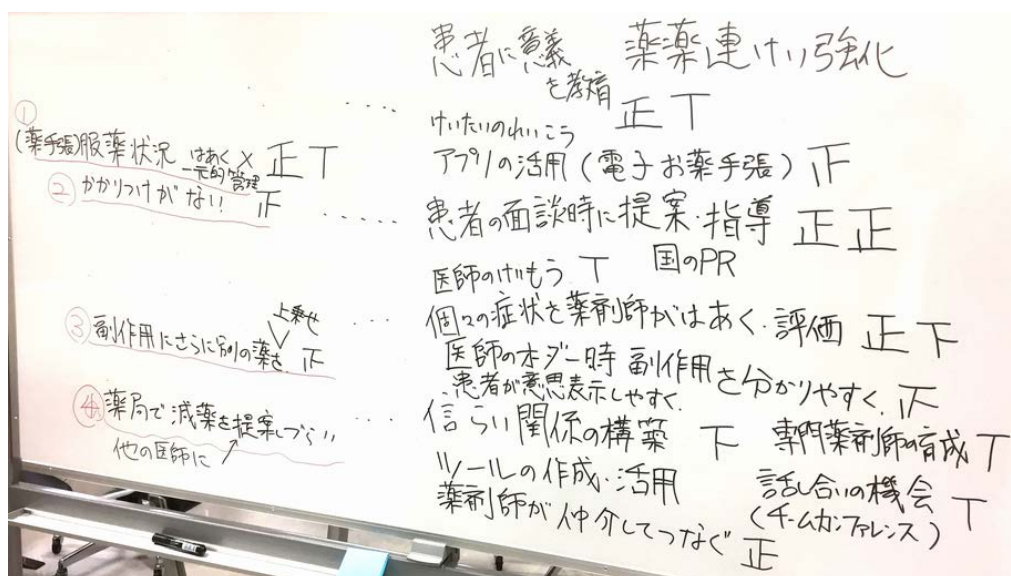 患者に意義 薬薬連けい強化
を教育 正丅
①
(薬手張)服薬状況 はあく× 正丅
一元的管理
② かかりつけがない!
けいたいのれいこう
アプリの活用(電子お薬手張)
患者の面談時に提案・指導 正正
医師のけいもう 丅 国のPR
上乗せ
③ 副作用にさらに別の薬を
個々の症状を薬剤師がはあく・評価 正下
医師のオーダー時 副作用を分かりやすく
患者が意思表示しやすく
④ 薬局で減薬を提案しづらい
他の医師に
信らい関係の構築 下 専門薬剤師の育成 丅
ツールの作成・活用 話し合いの機会 丅
(チームカンファレンス)
薬剤師が仲介してつなぐ 正